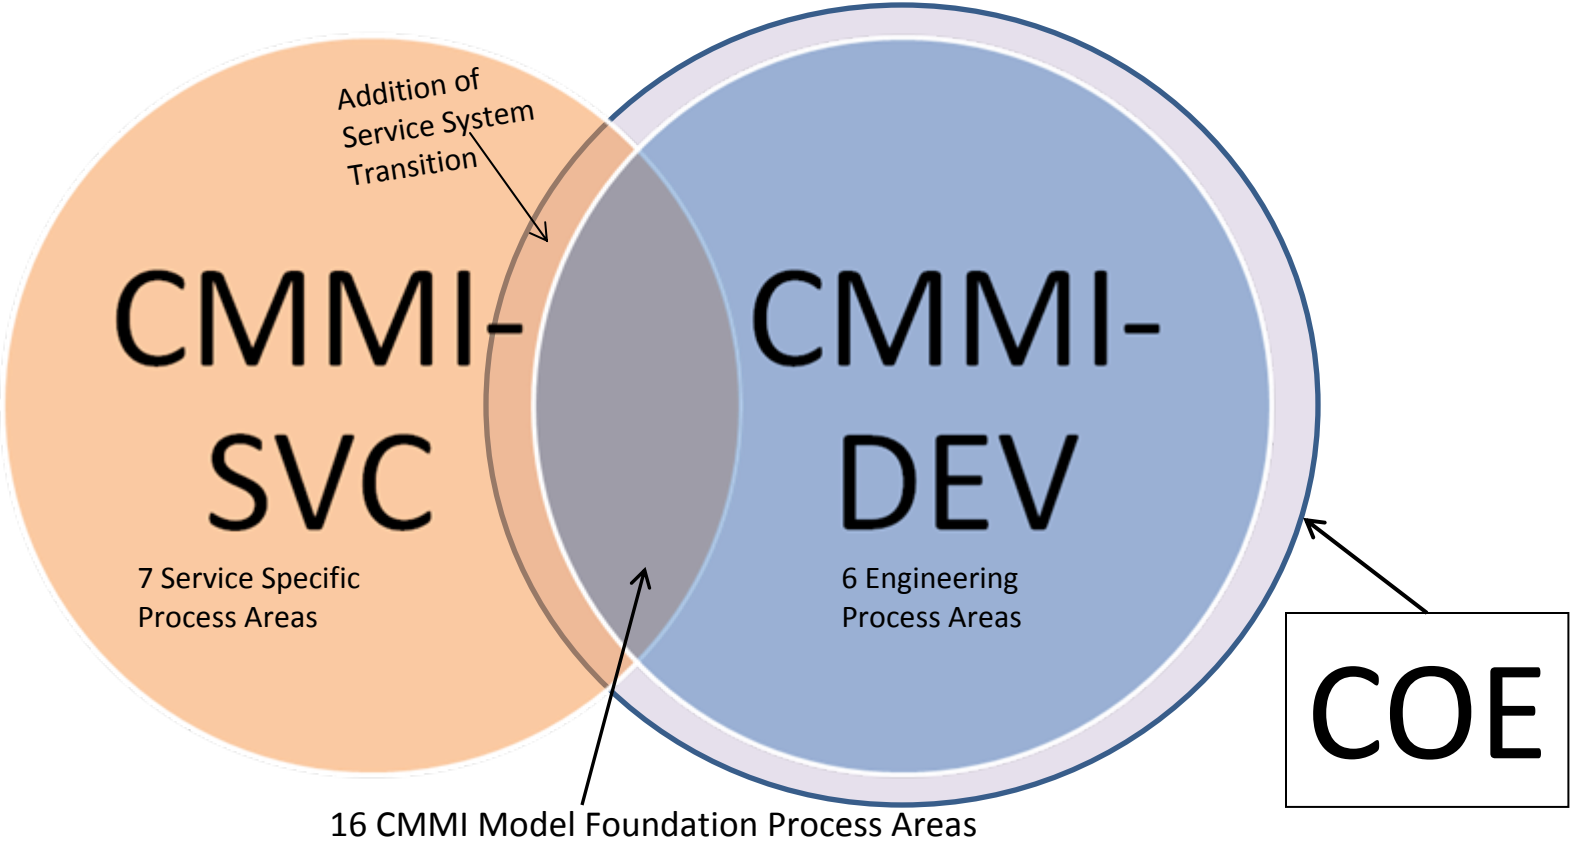 Addition of
Service System
Transition
CMMI-
SVC
7 Service Specific
Process Areas
CMMI-
DEV
6 Engineering
Process Areas
COE
16 CMMI Model Foundation Process Areas